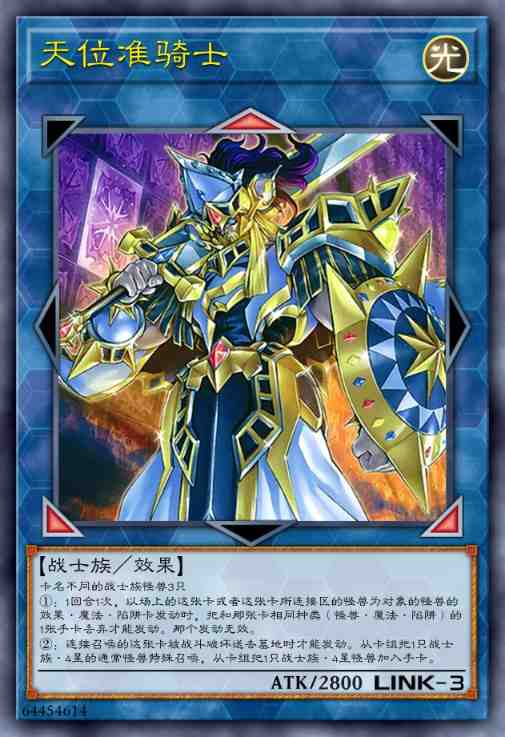 天位准骑士
光
【战士族／效果】
卡名不同的战士族怪兽3只
①：1回合1次，以场上的这张卡或者这张卡所连接区的怪兽为对象的怪兽的
效果·魔法·陷阱卡发动时，把和那张卡相同种类（怪兽·魔法·陷阱）的
1张手卡丢弃才能发动。那个发动无效。
②：连接召唤的这张卡被战斗破坏送去墓地时才能发动。从卡组把1只战士
族·4星的通常怪兽特殊召唤，从卡组把1只战士族·4星怪兽加入手卡。
ATK/2800 LINK-3
64454614